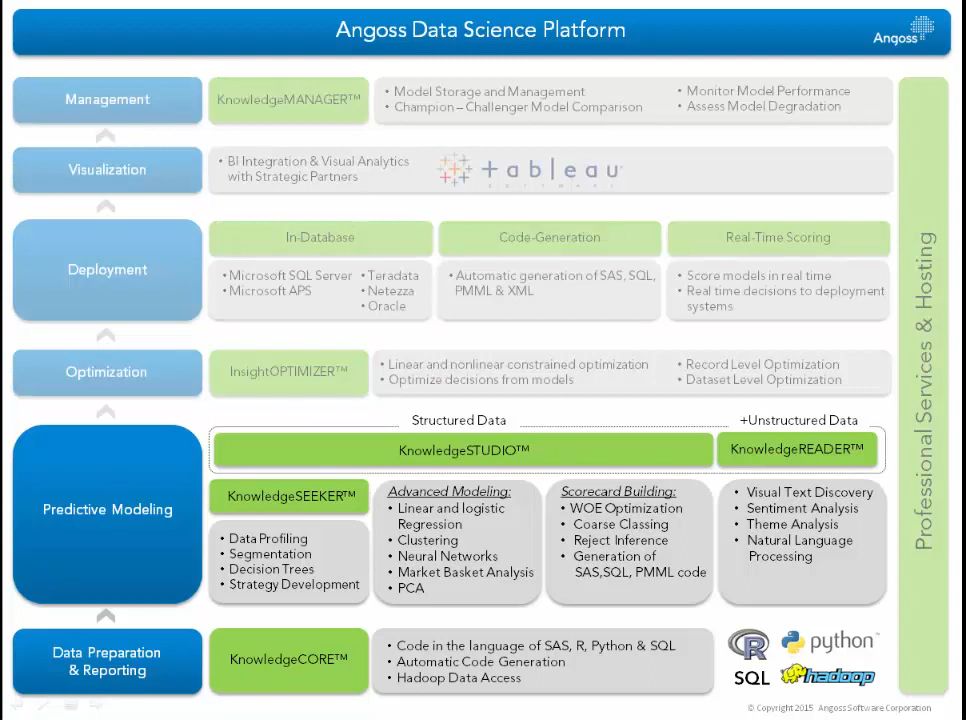 Angoss Data Science Platform
Angoss
Management
KnowledgeMANAGER™
• Model Storage and Management
• Champion – Challenger Model Comparison
• Monitor Model Performance
• Assess Model Degradation
Visualization
• BI Integration & Visual Analytics
with Strategic Partners
+ a b l e a u
S O F T W A R E
Deployment
In-Database
Code-Generation
Real-Time Scoring
• Microsoft SQL Server
• Microsoft APS
• Teradata
• Netezza
• Oracle
• Automatic generation of SAS, SQL,
PMML & XML
• Score models in real time
• Real time decisions to deployment
systems
Optimization
InsightOPTIMIZER™
• Linear and nonlinear constrained optimization
• Optimize decisions from models
• Record Level Optimization
• Dataset Level Optimization
Structured Data
+Unstructured Data
KnowledgeSTUDIO™
KnowledgeREADER™
Predictive Modeling
KnowledgeSEEKER™
• Data Profiling
• Segmentation
• Decision Trees
• Strategy Development
Advanced Modeling:
• Linear and logistic
Regression
• Clustering
• Neural Networks
• Market Basket Analysis
• PCA
Scorecard Building:
• WOE Optimization
• Coarse Classing
• Reject Inference
• Generation of
SAS,SQL, PMML code
• Visual Text Discovery
• Sentiment Analysis
• Theme Analysis
• Natural Language
Processing
Data Preparation
& Reporting
KnowledgeCORE™
• Code in the language of SAS, R, Python & SQL
• Automatic Code Generation
• Hadoop Data Access
R
python™
SQL
hadoop
Professional Services & Hosting
© Copyright 2015 Angoss Software Corporation